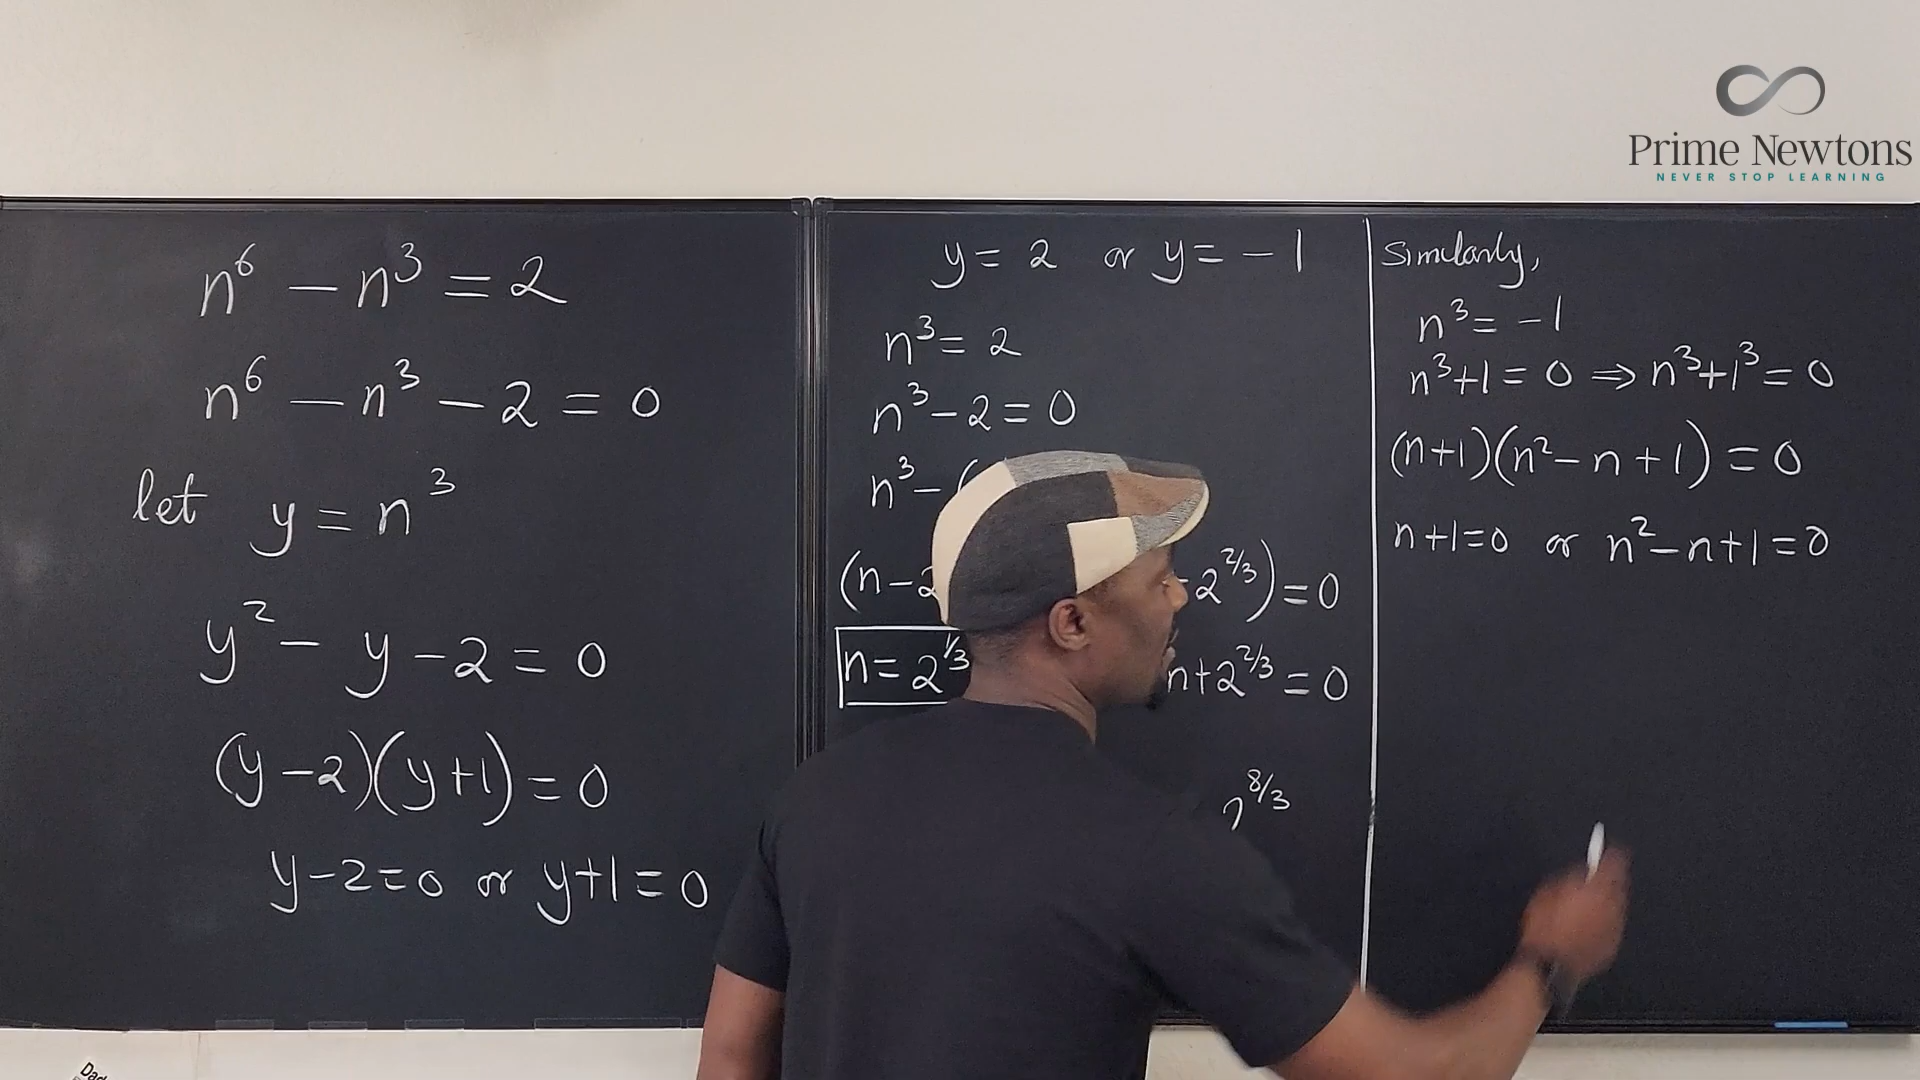 Prime Newtons
NEVER STOP LEARNING
n⁶ − n³ = 2
n⁶ − n³ − 2 = 0
let y = n³
y² − y − 2 = 0
(y − 2)(y + 1) = 0
y − 2 = 0 or y + 1 = 0
y = 2 or y = −1
n³ = 2
n³ − 2 = 0
n³ − (
(n − 2 2^(2/3)) = 0
n = 2^(1/3) n + 2^(2/3) = 0
2^(8/3)
Similarly,
n³ = −1
n³ + 1 = 0 ⇒ n³ + 1³ = 0
(n + 1)(n² − n + 1) = 0
n + 1 = 0 or n² − n + 1 = 0